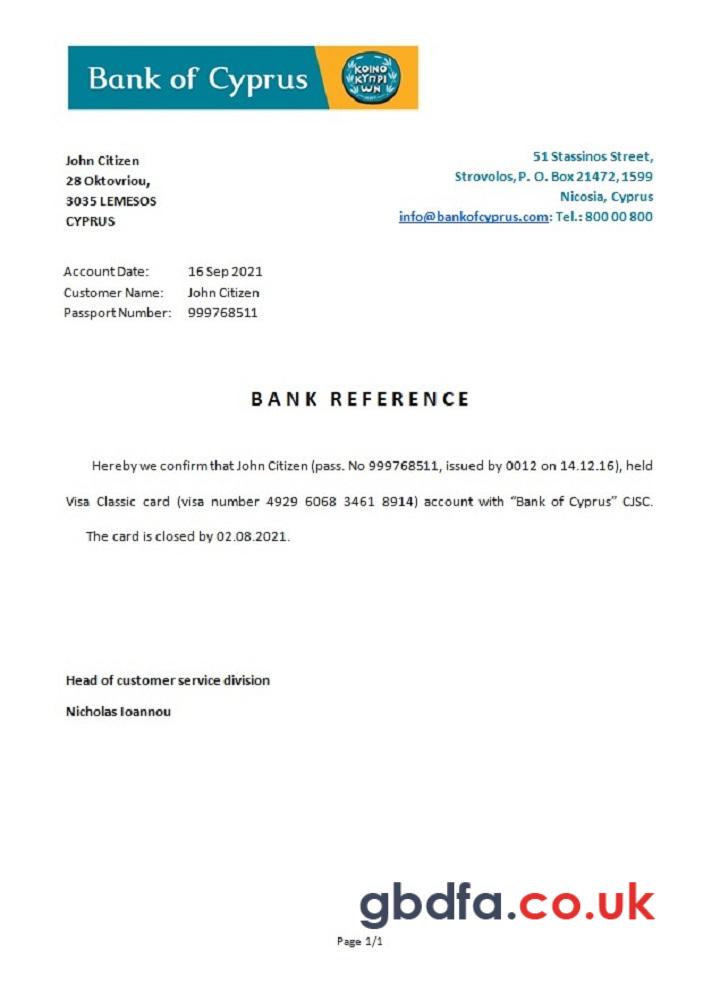 Bank of Cyprus
ΚΟΙΝΟ
ΚΥΠΡΙ
ωΝ
John Citizen
28 Oktovriou,
3035 LEMESOS
CYPRUS
51 Stassinos Street,
Strovolos, P. O. Box 21472, 1599
Nicosia, Cyprus
info@bankofcyprus.com: Tel.: 800 00 800
Account Date: 16 Sep 2021
Customer Name: John Citizen
Passport Number: 999768511
BANK REFERENCE
Hereby we confirm that John Citizen (pass. No 999768511, issued by 0012 on 14.12.16), held
Visa Classic card (visa number 4929 6068 3461 8914) account with “Bank of Cyprus” CJSC.
The card is closed by 02.08.2021.
Head of customer service division
Nicholas Ioannou
gbdfa.co.uk
Page 1/1